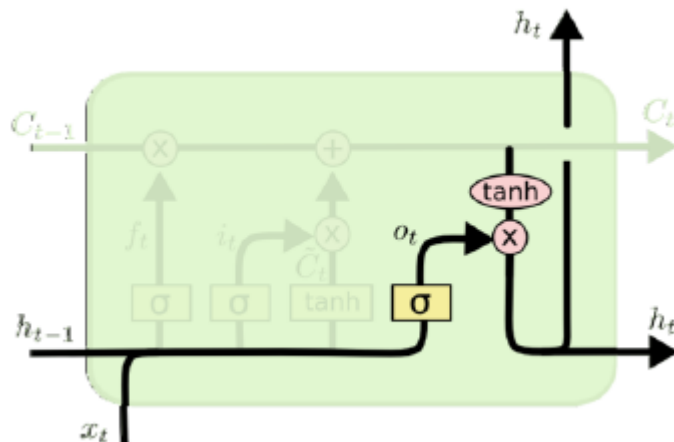 h_t
C_{t-1}
C_t
×
+
tanh
f_t
i_t
×
o_t
×
C̃_t
σ
σ
tanh
σ
h_{t-1}
h_t
x_t